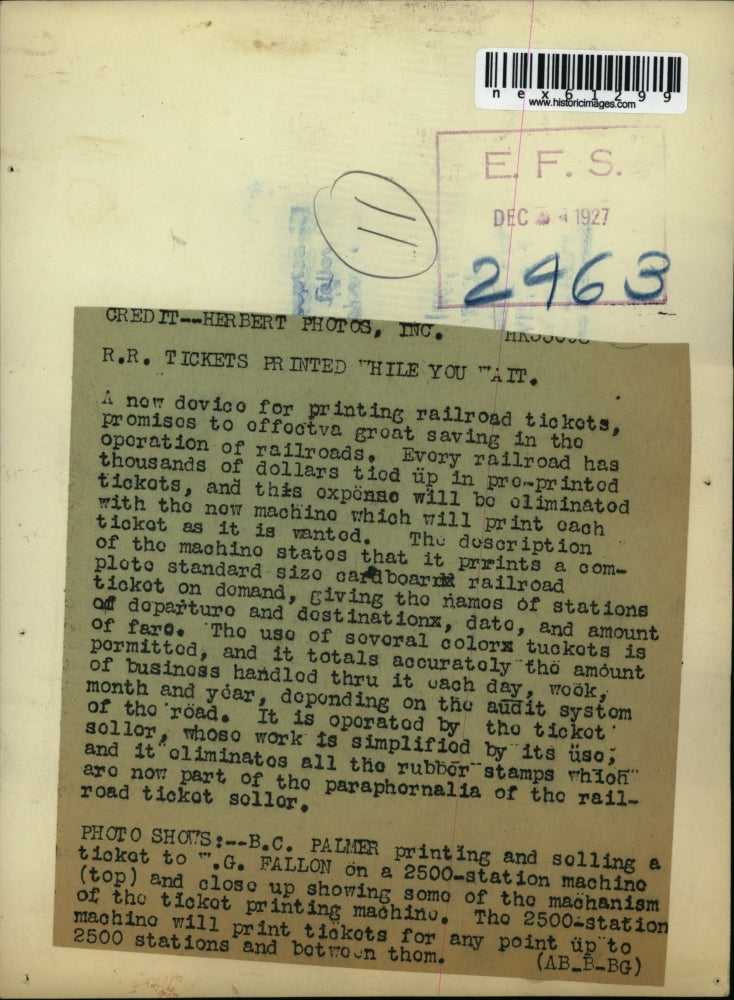 nex61299
www.historicimages.com
E. F. S.
DEC 1927
11
2963
CREDIT--HERBERT PHOTOS, INC.
R.R. TICKETS PRINTED WHILE YOU WAIT.
A new device for printing railroad tickets,
promises to effectva great saving in the
operation of railroads. Every railroad has
thousands of dollars tied up in pre-printed
tickets, and this expense will be eliminated
with the new machine which will print each
ticket as it is wanted. The description
of the machine states that it prrints a com-
plete standard size cardboard railroad
ticket on demand, giving the names of stations
of departure and destinationx, date, and amount
of fare. The use of several colorx tuckets is
permitted, and it totals accurately the amount
of business handled thru it each day, week,
month and year, depending on the audit system
of the road. It is operated by the ticket
seller, whose work is simplified by its use;
and it eliminates all the rubber stamps which
are now part of the paraphernalia of the rail-
road ticket seller.
PHOTO SHOWS:--B.C. PALMER printing and selling a
ticket to W.G. FALLON on a 2500-station machine
(top) and close up showing some of the machanism
of the ticket printing machine. The 2500-station
machine will print tickets for any point up to
2500 stations and between them. (AB_B-BG)